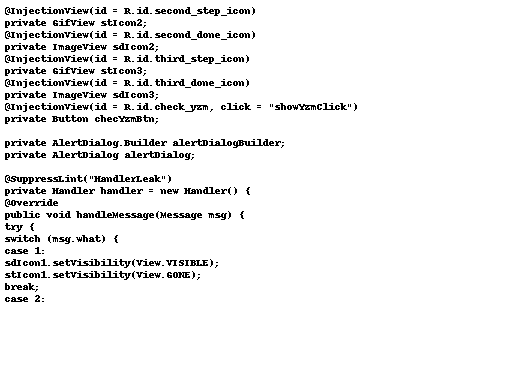 @InjectionView(id = R.id.second_step_icon)
private GifView stIcon2;
@InjectionView(id = R.id.second_done_icon)
private ImageView sdIcon2;
@InjectionView(id = R.id.third_step_icon)
private GifView stIcon3;
@InjectionView(id = R.id.third_done_icon)
private ImageView sdIcon3;
@InjectionView(id = R.id.check_yzm, click = "showYzmClick")
private Button checYzmBtn;

private AlertDialog.Builder alertDialogBuilder;
private AlertDialog alertDialog;

@SuppressLint("HandlerLeak")
private Handler handler = new Handler() {
@Override
public void handleMessage(Message msg) {
try {
switch (msg.what) {
case 1:
sdIcon1.setVisibility(View.VISIBLE);
stIcon1.setVisibility(View.GONE);
break;
case 2: